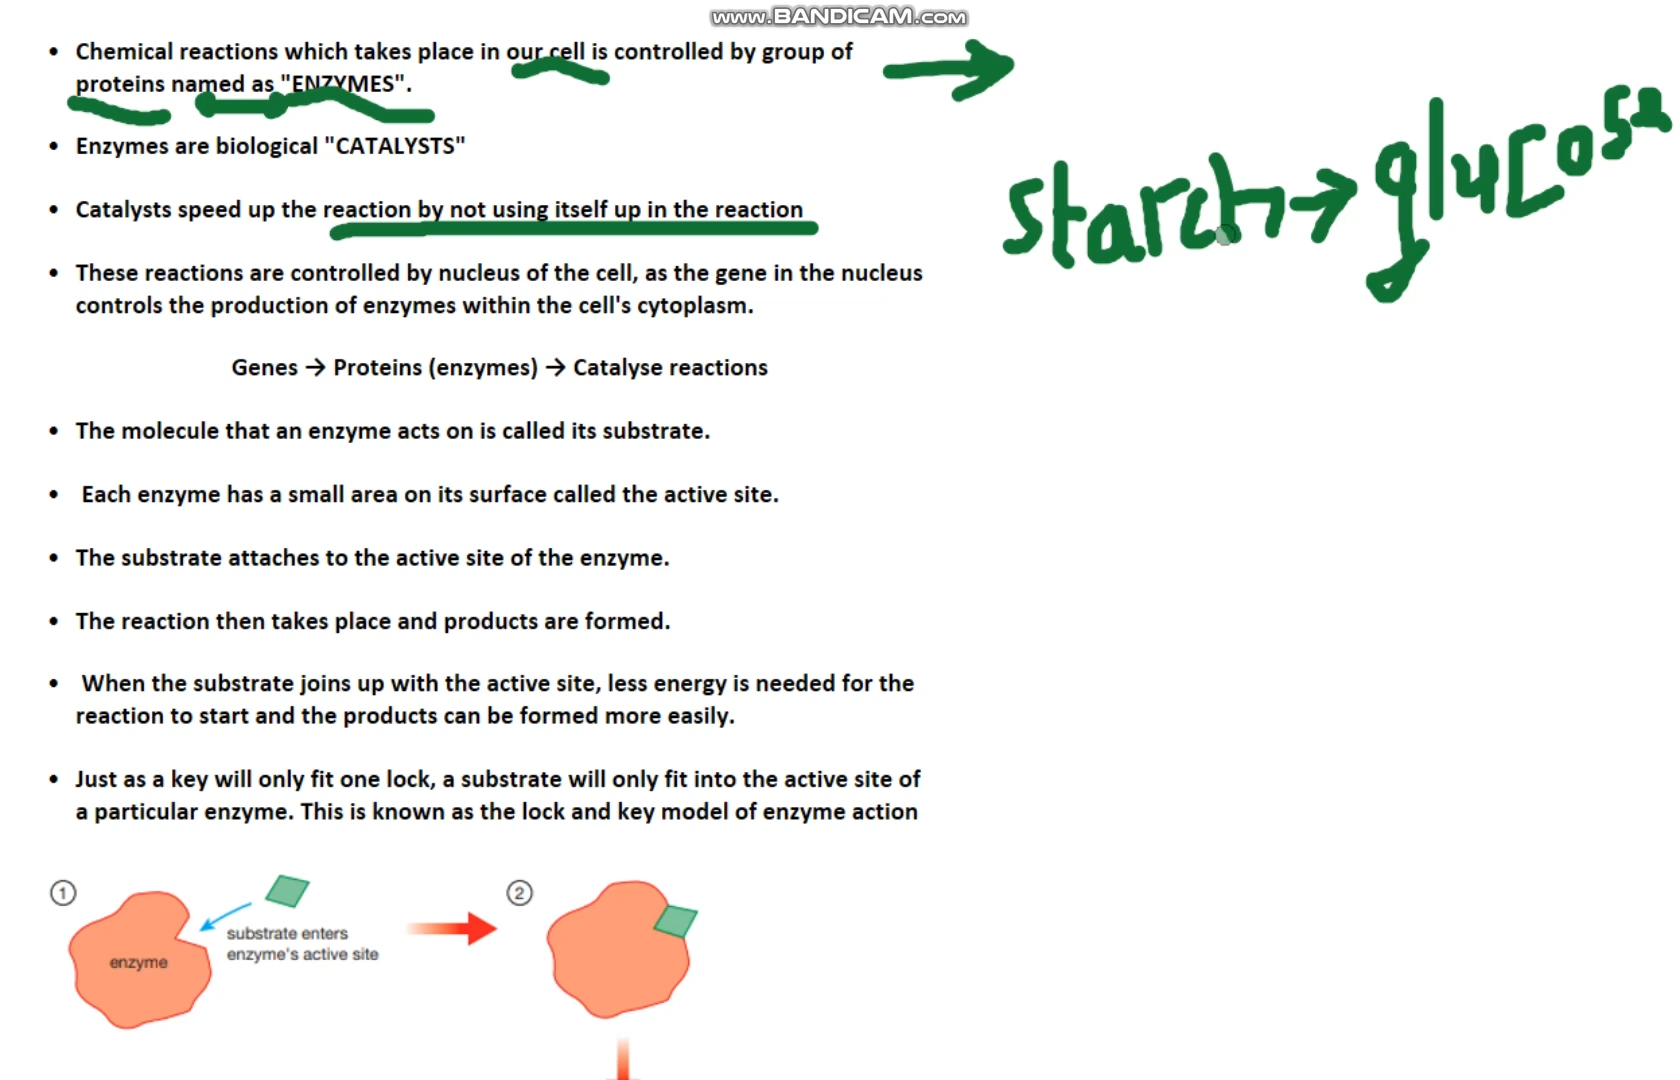 www.BANDICAM.com
• Chemical reactions which takes place in our cell is controlled by group of
proteins named as "ENZYMES".
• Enzymes are biological "CATALYSTS"
• Catalysts speed up the reaction by not using itself up in the reaction
starch → glucose
• These reactions are controlled by nucleus of the cell, as the gene in the nucleus
controls the production of enzymes within the cell's cytoplasm.
Genes → Proteins (enzymes) → Catalyse reactions
• The molecule that an enzyme acts on is called its substrate.
• Each enzyme has a small area on its surface called the active site.
• The substrate attaches to the active site of the enzyme.
• The reaction then takes place and products are formed.
• When the substrate joins up with the active site, less energy is needed for the
reaction to start and the products can be formed more easily.
• Just as a key will only fit one lock, a substrate will only fit into the active site of
a particular enzyme. This is known as the lock and key model of enzyme action
1
2
substrate enters
enzyme's active site
enzyme